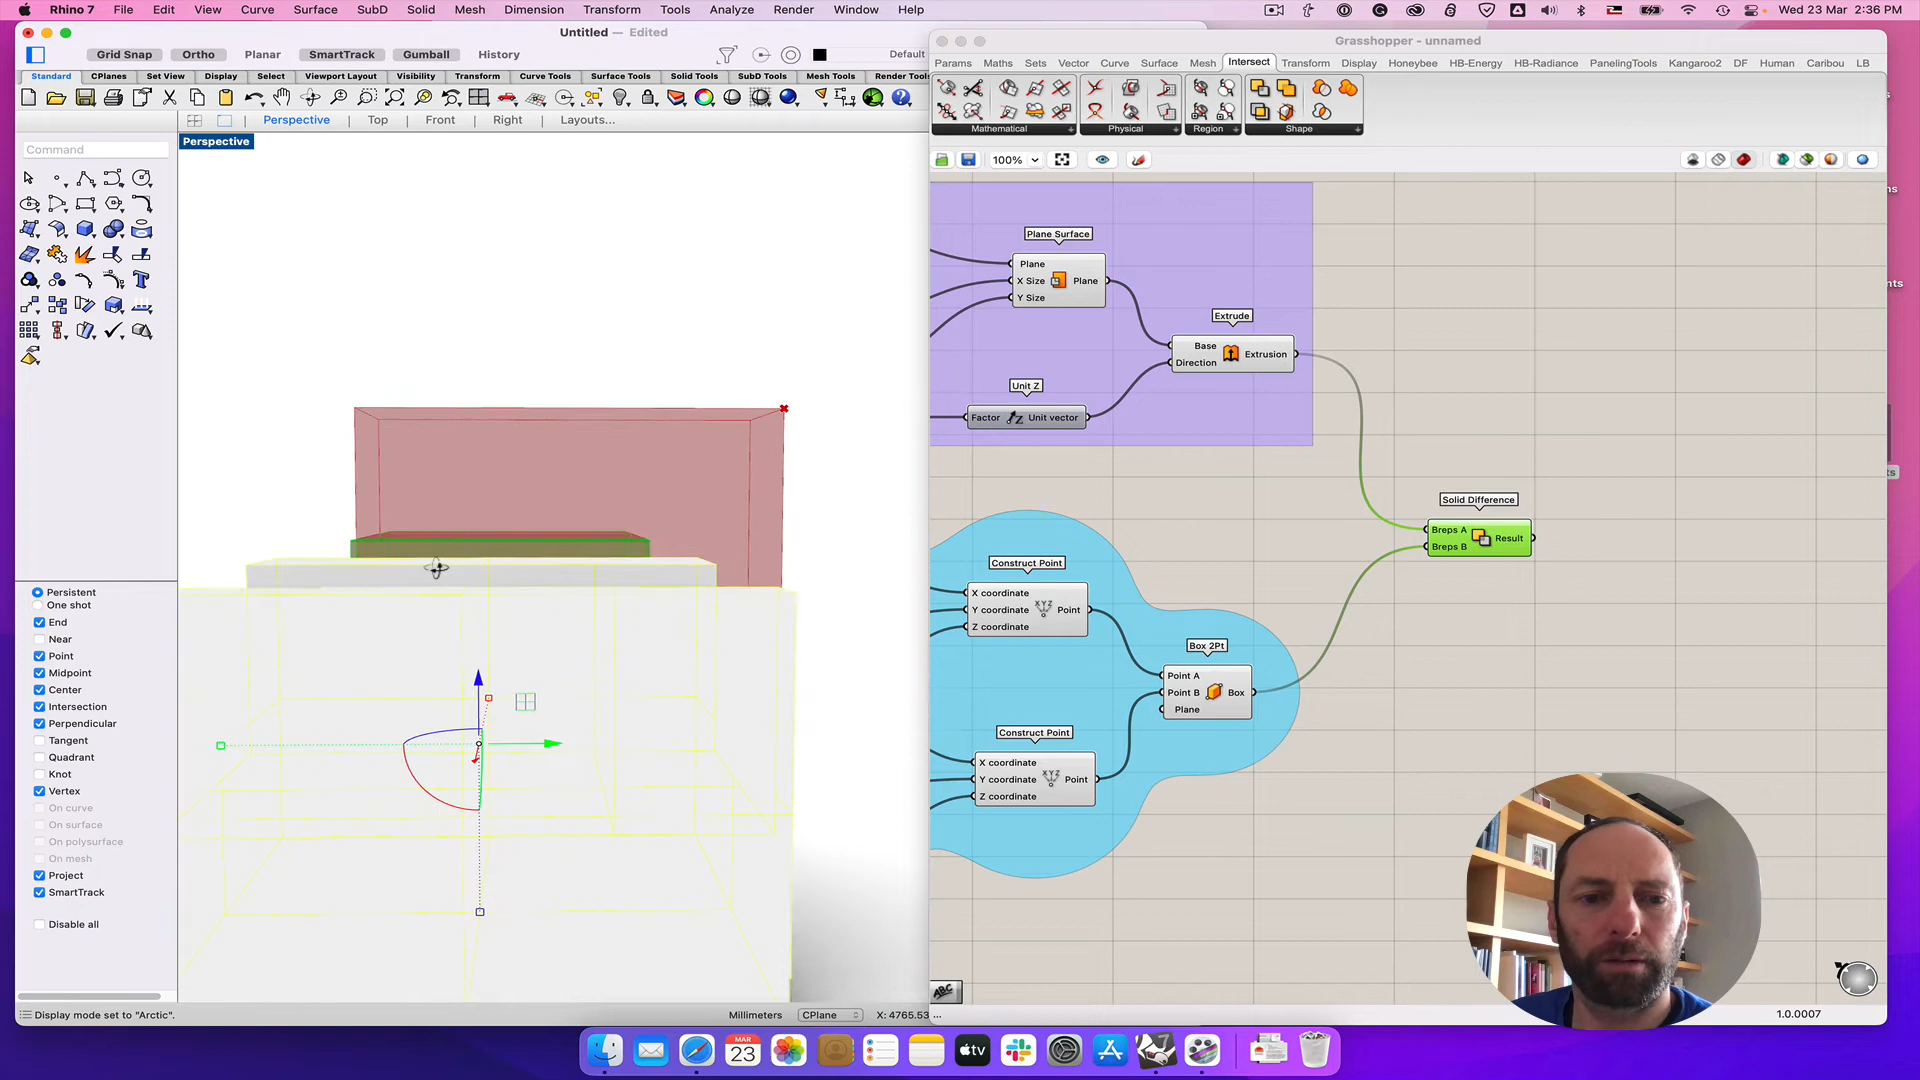 Rhino 7 File Edit View Curve Surface SubD Solid Mesh Dimension Transform Tools Analyze Render Window Help
Wed 23 Mar 2:36 PM
Untitled — Edited
Grid Snap Ortho Planar SmartTrack Gumball History
Default
Standard CPlanes Set View Display Select Viewport Layout Visibility Transform Curve Tools Surface Tools Solid Tools SubD Tools Mesh Tools Render Tools
Perspective Top Front Right Layouts...
Command
Perspective
Persistent
One shot
End
Near
Point
Midpoint
Center
Intersection
Perpendicular
Tangent
Quadrant
Knot
Vertex
On curve
On surface
On polysurface
On mesh
Project
SmartTrack
Disable all
Display mode set to "Arctic".
Millimeters
CPlane
X: 4765.53
Grasshopper - unnamed
Params Maths Sets Vector Curve Surface Mesh Intersect Transform Display Honeybee HB-Energy HB-Radiance PanelingTools Kangaroo2 DF Human Caribou LB
Mathematical
Physical
Region
Shape
100%
Plane Surface
Plane
X Size
Y Size
Plane
Extrude
Base
Direction
Extrusion
Unit Z
Factor
Unit vector
Z
Solid Difference
Breps A
Breps B
Result
Construct Point
X coordinate
Y coordinate
Z coordinate
XYZ
Point
Box 2Pt
Point A
Point B
Plane
Box
Construct Point
X coordinate
Y coordinate
Z coordinate
XYZ
Point
ABC
...
1.0.0007
ns
nts
ts
MAR
23
tv